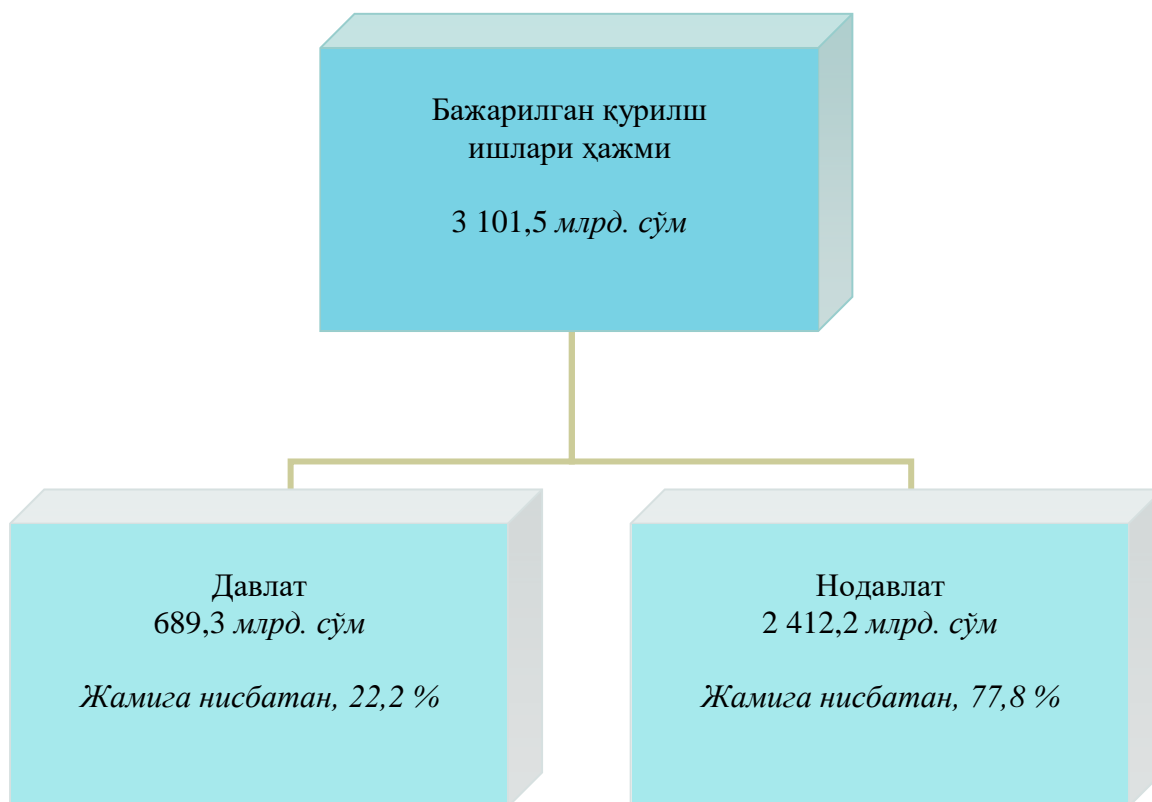 Бажарилган қурилш
ишлари ҳажми
3 101,5 млрд. сўм
Давлат
689,3 млрд. сўм
Жамига нисбатан, 22,2 %
Нодавлат
2 412,2 млрд. сўм
Жамига нисбатан, 77,8 %